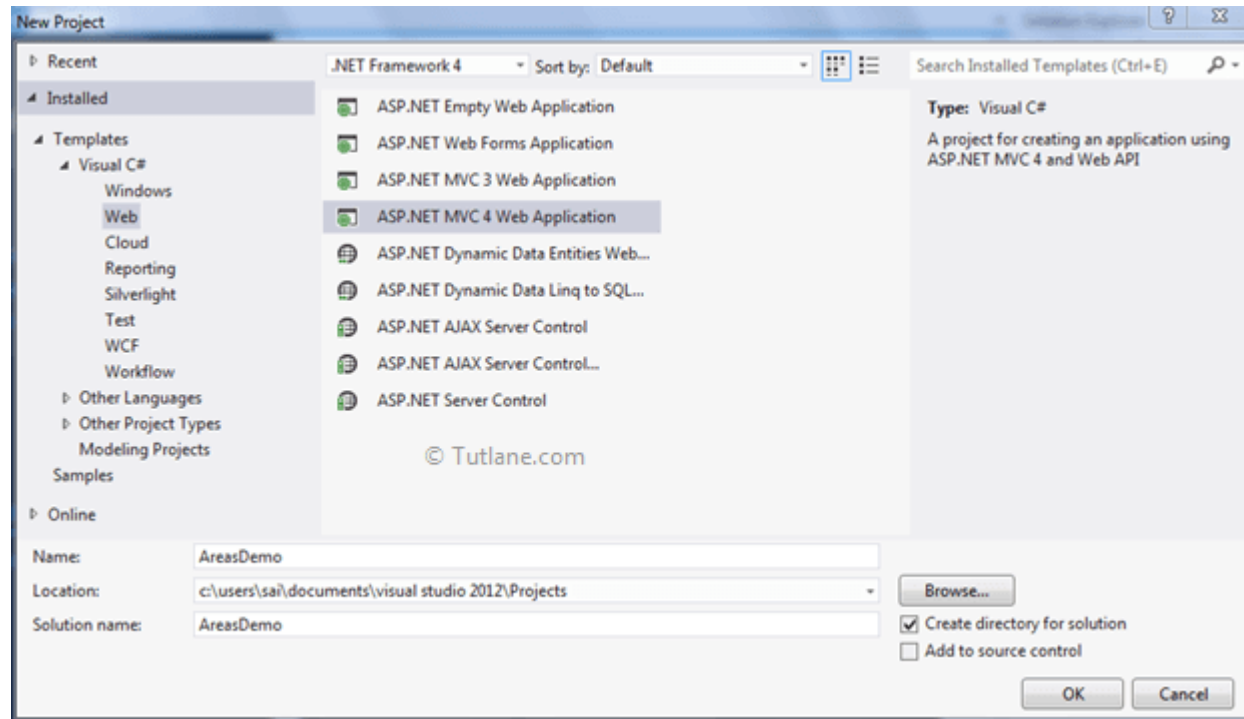 New Project
Recent
Installed
Templates
Visual C#
Windows
Web
Cloud
Reporting
Silverlight
Test
WCF
Workflow
Other Languages
Other Project Types
Modeling Projects
Samples
Online
.NET Framework 4
Sort by: Default
ASP.NET Empty Web Application
ASP.NET Web Forms Application
ASP.NET MVC 3 Web Application
ASP.NET MVC 4 Web Application
ASP.NET Dynamic Data Entities Web...
ASP.NET Dynamic Data Linq to SQL...
ASP.NET AJAX Server Control
ASP.NET AJAX Server Control...
ASP.NET Server Control
© Tutlane.com
Search Installed Templates (Ctrl+E)
Type: Visual C#
A project for creating an application using
ASP.NET MVC 4 and Web API
Name: AreasDemo
Location: c:\users\sai\documents\visual studio 2012\Projects
Browse...
Solution name: AreasDemo
Create directory for solution
Add to source control
OK
Cancel